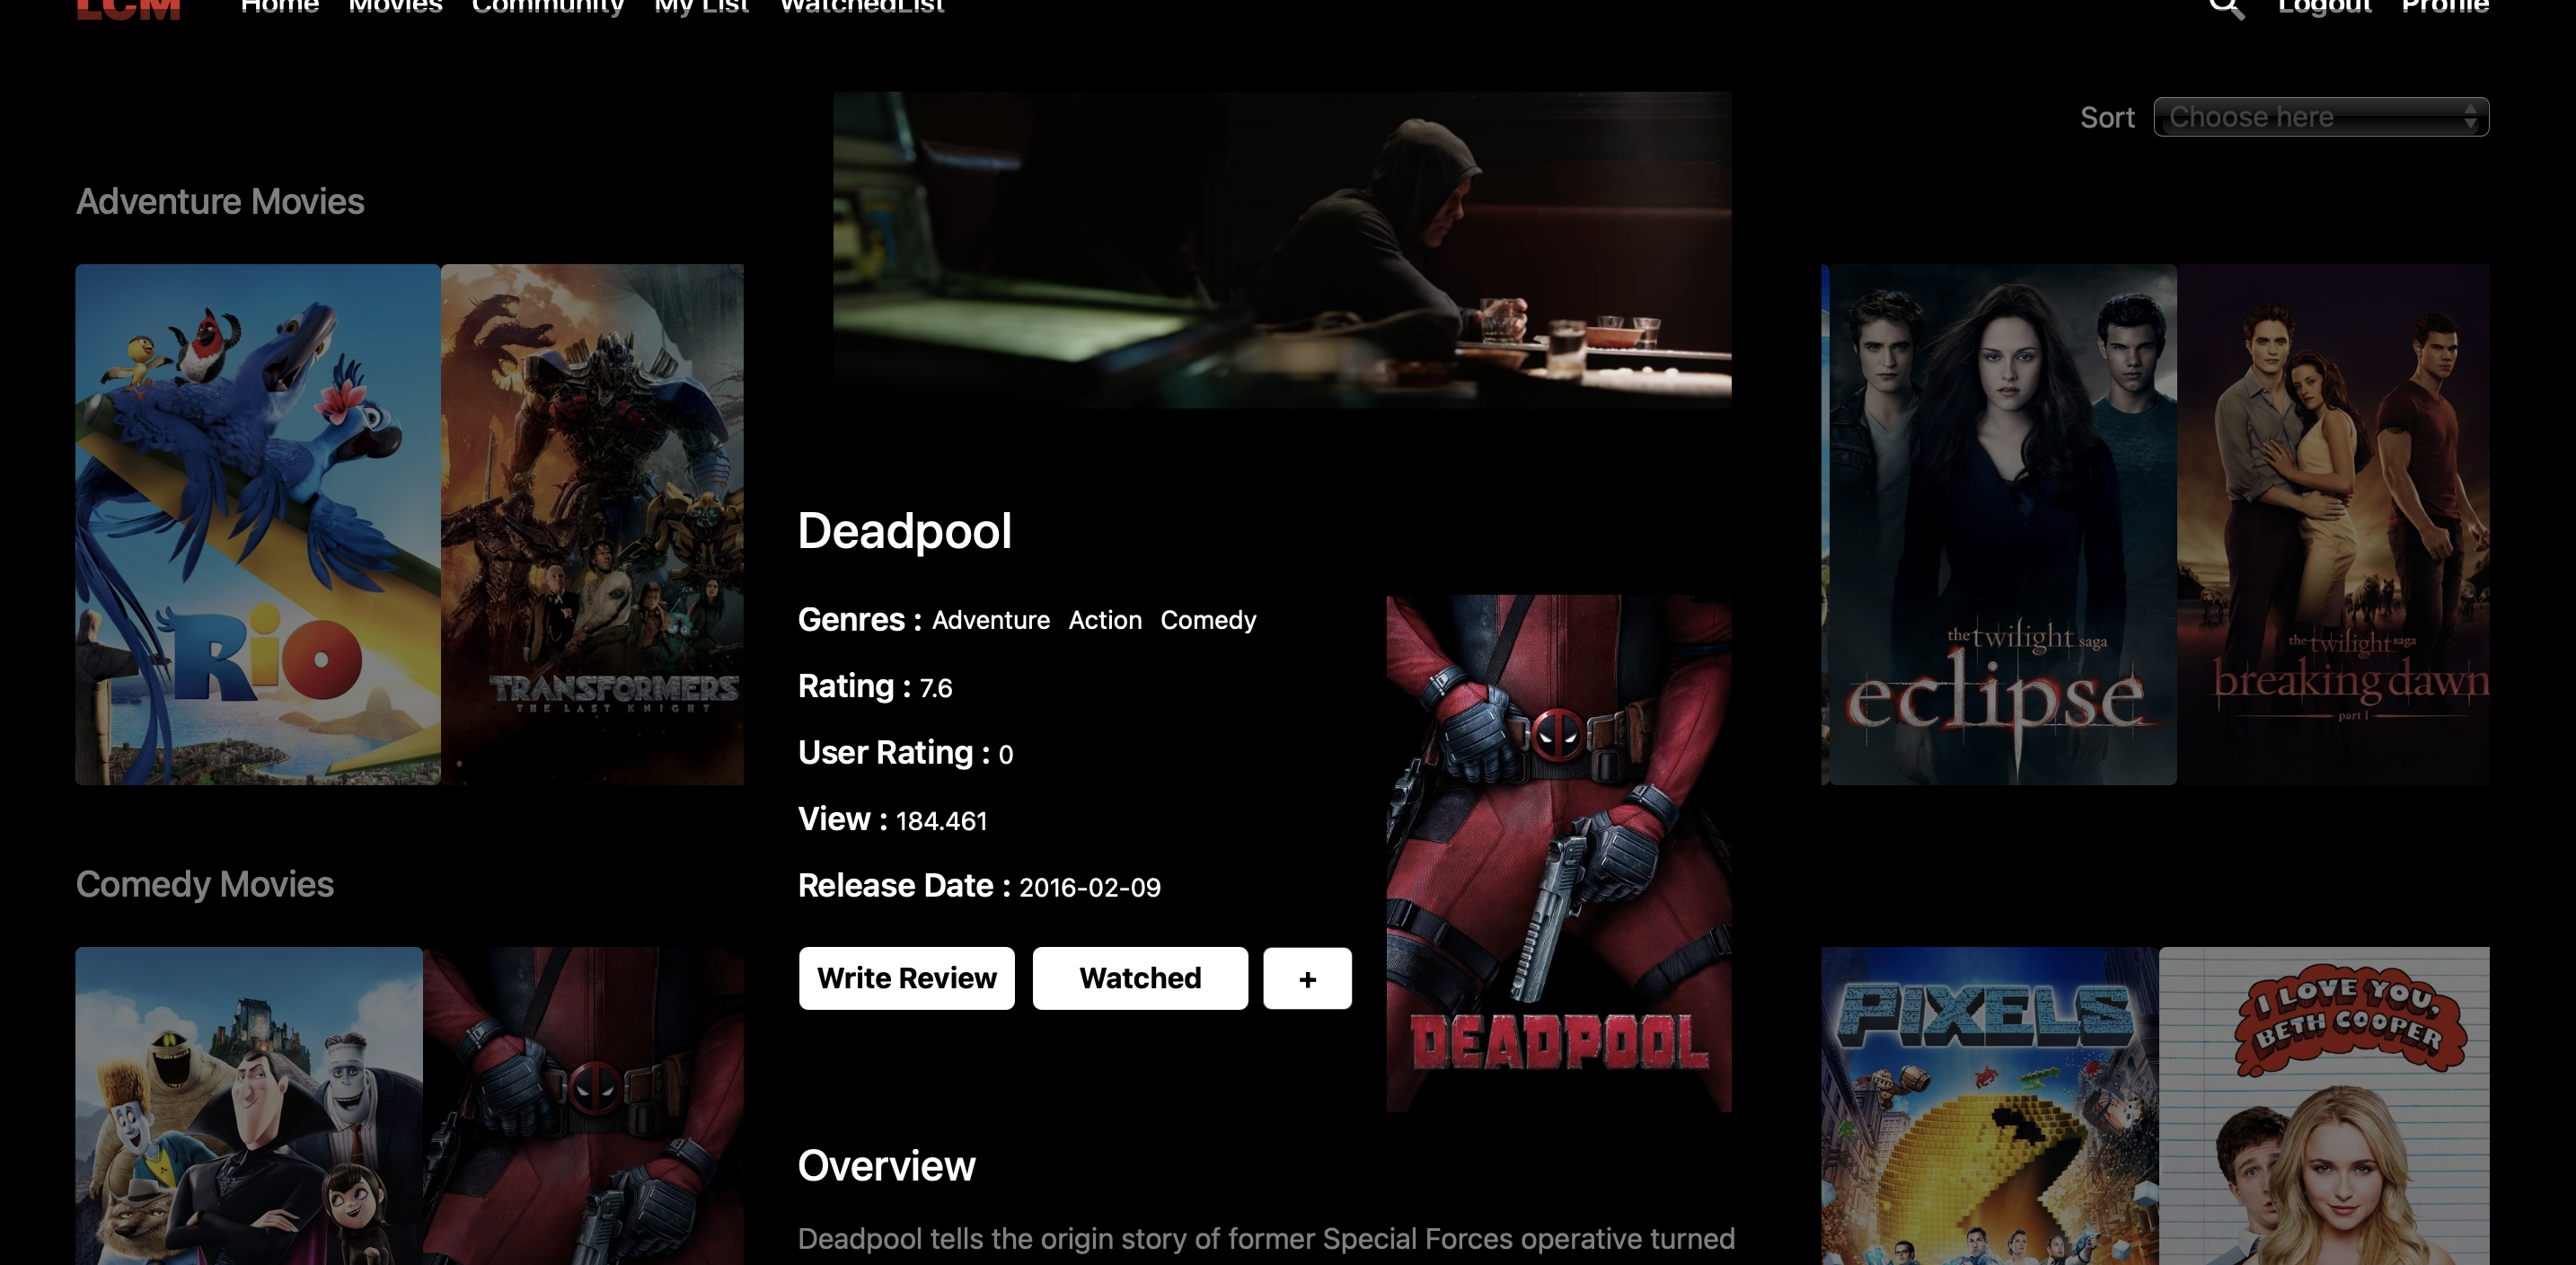 LCM Home Movies Community My List WatchedList Logout Profile
Sort Choose here
Adventure Movies
RiO
TRANSFORMERS
THE LAST KNIGHT
the twilight saga
eclipse
the twilight saga
breaking dawn
part 1
Deadpool
Genres : Adventure Action Comedy
Rating : 7.6
User Rating : 0
View : 184.461
Release Date : 2016-02-09
Write Review Watched +
DEADPOOL
Comedy Movies
PIXELS
I LOVE YOU,
BETH COOPER
Overview
Deadpool tells the origin story of former Special Forces operative turned